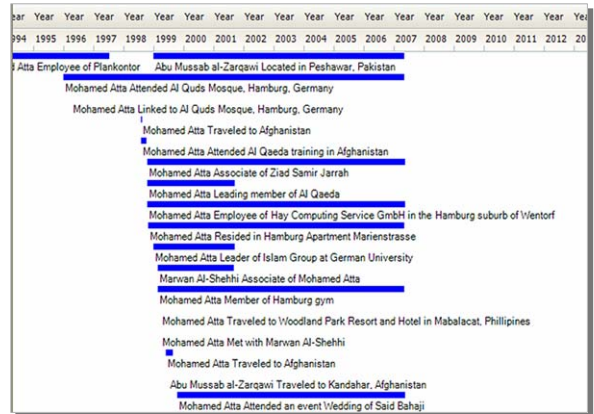 ear Year Year Year Year Year Year Year Year Year Year Year Year Year Year Year Year Year Year Yea
994 1995 1996 1997 1998 1999 2000 2001 2002 2003 2004 2005 2006 2007 2008 2009 2010 2011 2012 20
d Atta Employee of Plankontor Abu Mussab al-Zarqawi Located in Peshawar, Pakistan
Mohamed Atta Attended Al Quds Mosque, Hamburg, Germany
Mohamed Atta Linked to Al Quds Mosque, Hamburg, Germany
Mohamed Atta Traveled to Afghanistan
Mohamed Atta Attended Al Qaeda training in Afghanistan
Mohamed Atta Associate of Ziad Samir Jarrah
Mohamed Atta Leading member of Al Qaeda
Mohamed Atta Employee of Hay Computing Service GmbH in the Hamburg suburb of Wentorf
Mohamed Atta Resided in Hamburg Apartment Marienstrasse
Mohamed Atta Leader of Islam Group at German University
Marwan Al-Shehhi Associate of Mohamed Atta
Mohamed Atta Member of Hamburg gym
Mohamed Atta Traveled to Woodland Park Resort and Hotel in Mabalacat, Phillipines
Mohamed Atta Met with Marwan Al-Shehhi
Mohamed Atta Traveled to Afghanistan
Abu Mussab al-Zarqawi Traveled to Kandahar, Afghanistan
Mohamed Atta Attended an event Wedding of Said Bahaji